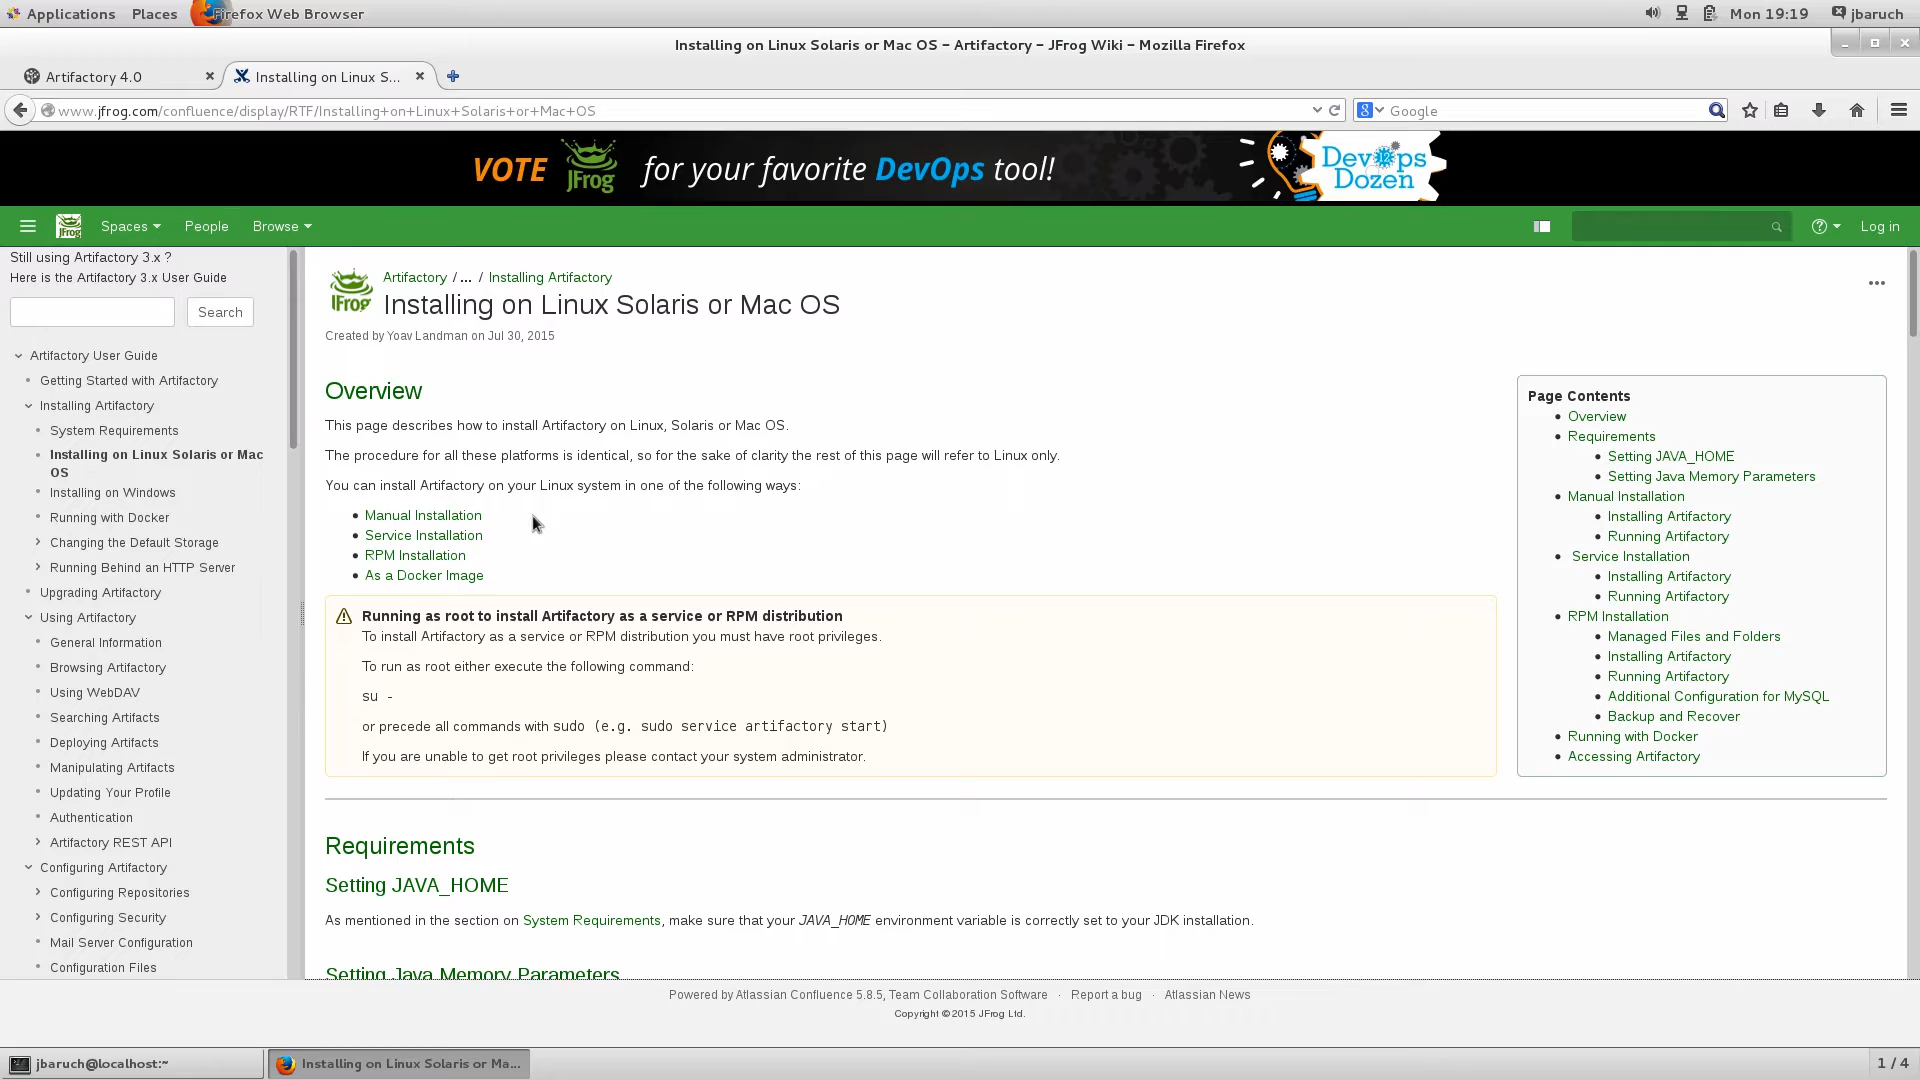 Applications Places Firefox Web Browser Mon 19:19 jbaruch
Installing on Linux Solaris or Mac OS - Artifactory - JFrog Wiki - Mozilla Firefox
Artifactory 4.0 Installing on Linux S...
www.jfrog.com/confluence/display/RTF/Installing+on+Linux+Solaris+or+Mac+OS Google
VOTE JFrog for your favorite DevOps tool! DevOps 12 Dozen
JFrog Spaces People Browse Log in
Still using Artifactory 3.x ?
Here is the Artifactory 3.x User Guide
Search
Artifactory User Guide
Getting Started with Artifactory
Installing Artifactory
System Requirements
Installing on Linux Solaris or Mac
OS
Installing on Windows
Running with Docker
Changing the Default Storage
Running Behind an HTTP Server
Upgrading Artifactory
Using Artifactory
General Information
Browsing Artifactory
Using WebDAV
Searching Artifacts
Deploying Artifacts
Manipulating Artifacts
Updating Your Profile
Authentication
Artifactory REST API
Configuring Artifactory
Configuring Repositories
Configuring Security
Mail Server Configuration
Configuration Files
JFrog
Artifactory / ... / Installing Artifactory
Installing on Linux Solaris or Mac OS
Created by Yoav Landman on Jul 30, 2015
Overview
This page describes how to install Artifactory on Linux, Solaris or Mac OS.
The procedure for all these platforms is identical, so for the sake of clarity the rest of this page will refer to Linux only.
You can install Artifactory on your Linux system in one of the following ways:
Manual Installation
Service Installation
RPM Installation
As a Docker Image
Running as root to install Artifactory as a service or RPM distribution
To install Artifactory as a service or RPM distribution you must have root privileges.
To run as root either execute the following command:
su -
or precede all commands with sudo (e.g. sudo service artifactory start)
If you are unable to get root privileges please contact your system administrator.
Requirements
Setting JAVA_HOME
As mentioned in the section on System Requirements, make sure that your JAVA_HOME environment variable is correctly set to your JDK installation.
Setting Java Memory Parameters
Page Contents
Overview
Requirements
Setting JAVA_HOME
Setting Java Memory Parameters
Manual Installation
Installing Artifactory
Running Artifactory
Service Installation
Installing Artifactory
Running Artifactory
RPM Installation
Managed Files and Folders
Installing Artifactory
Running Artifactory
Additional Configuration for MySQL
Backup and Recover
Running with Docker
Accessing Artifactory
Powered by Atlassian Confluence 5.8.5, Team Collaboration Software · Report a bug · Atlassian News
Copyright © 2015 JFrog Ltd.
jbaruch@localhost:~ Installing on Linux Solaris or Ma... 1 / 4